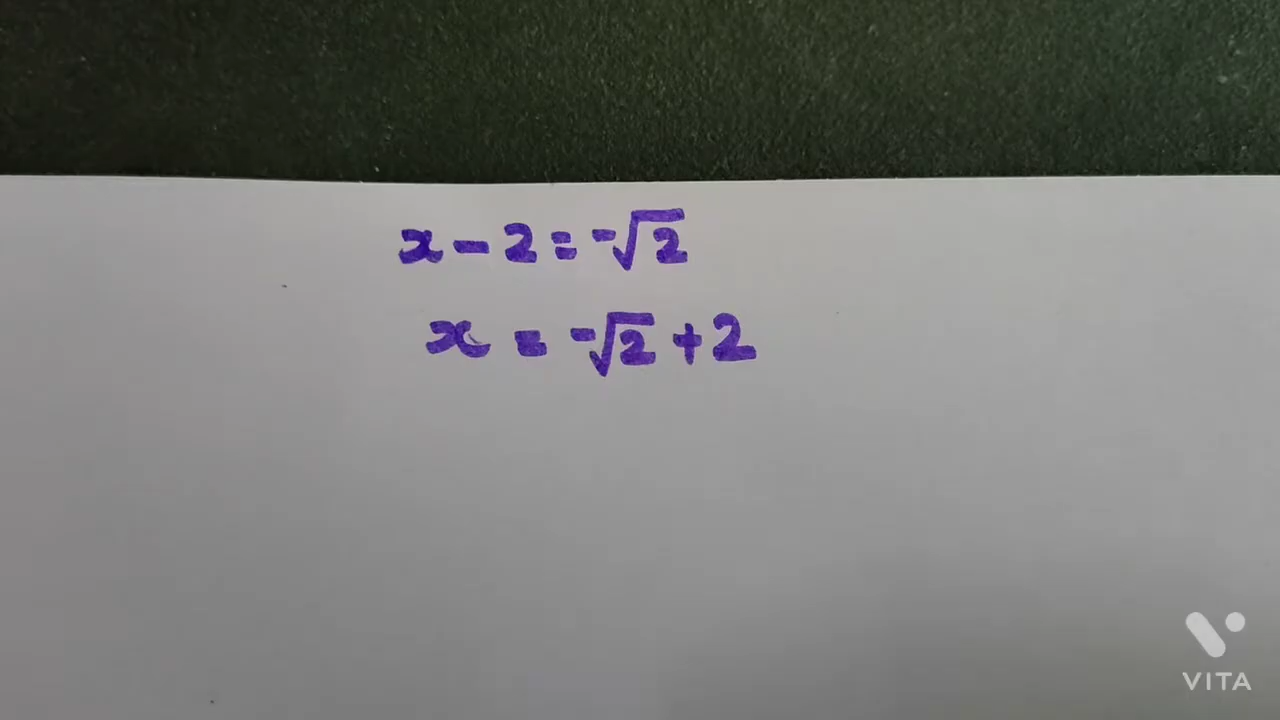 x - 2 = -√2
x = -√2 + 2
VITA